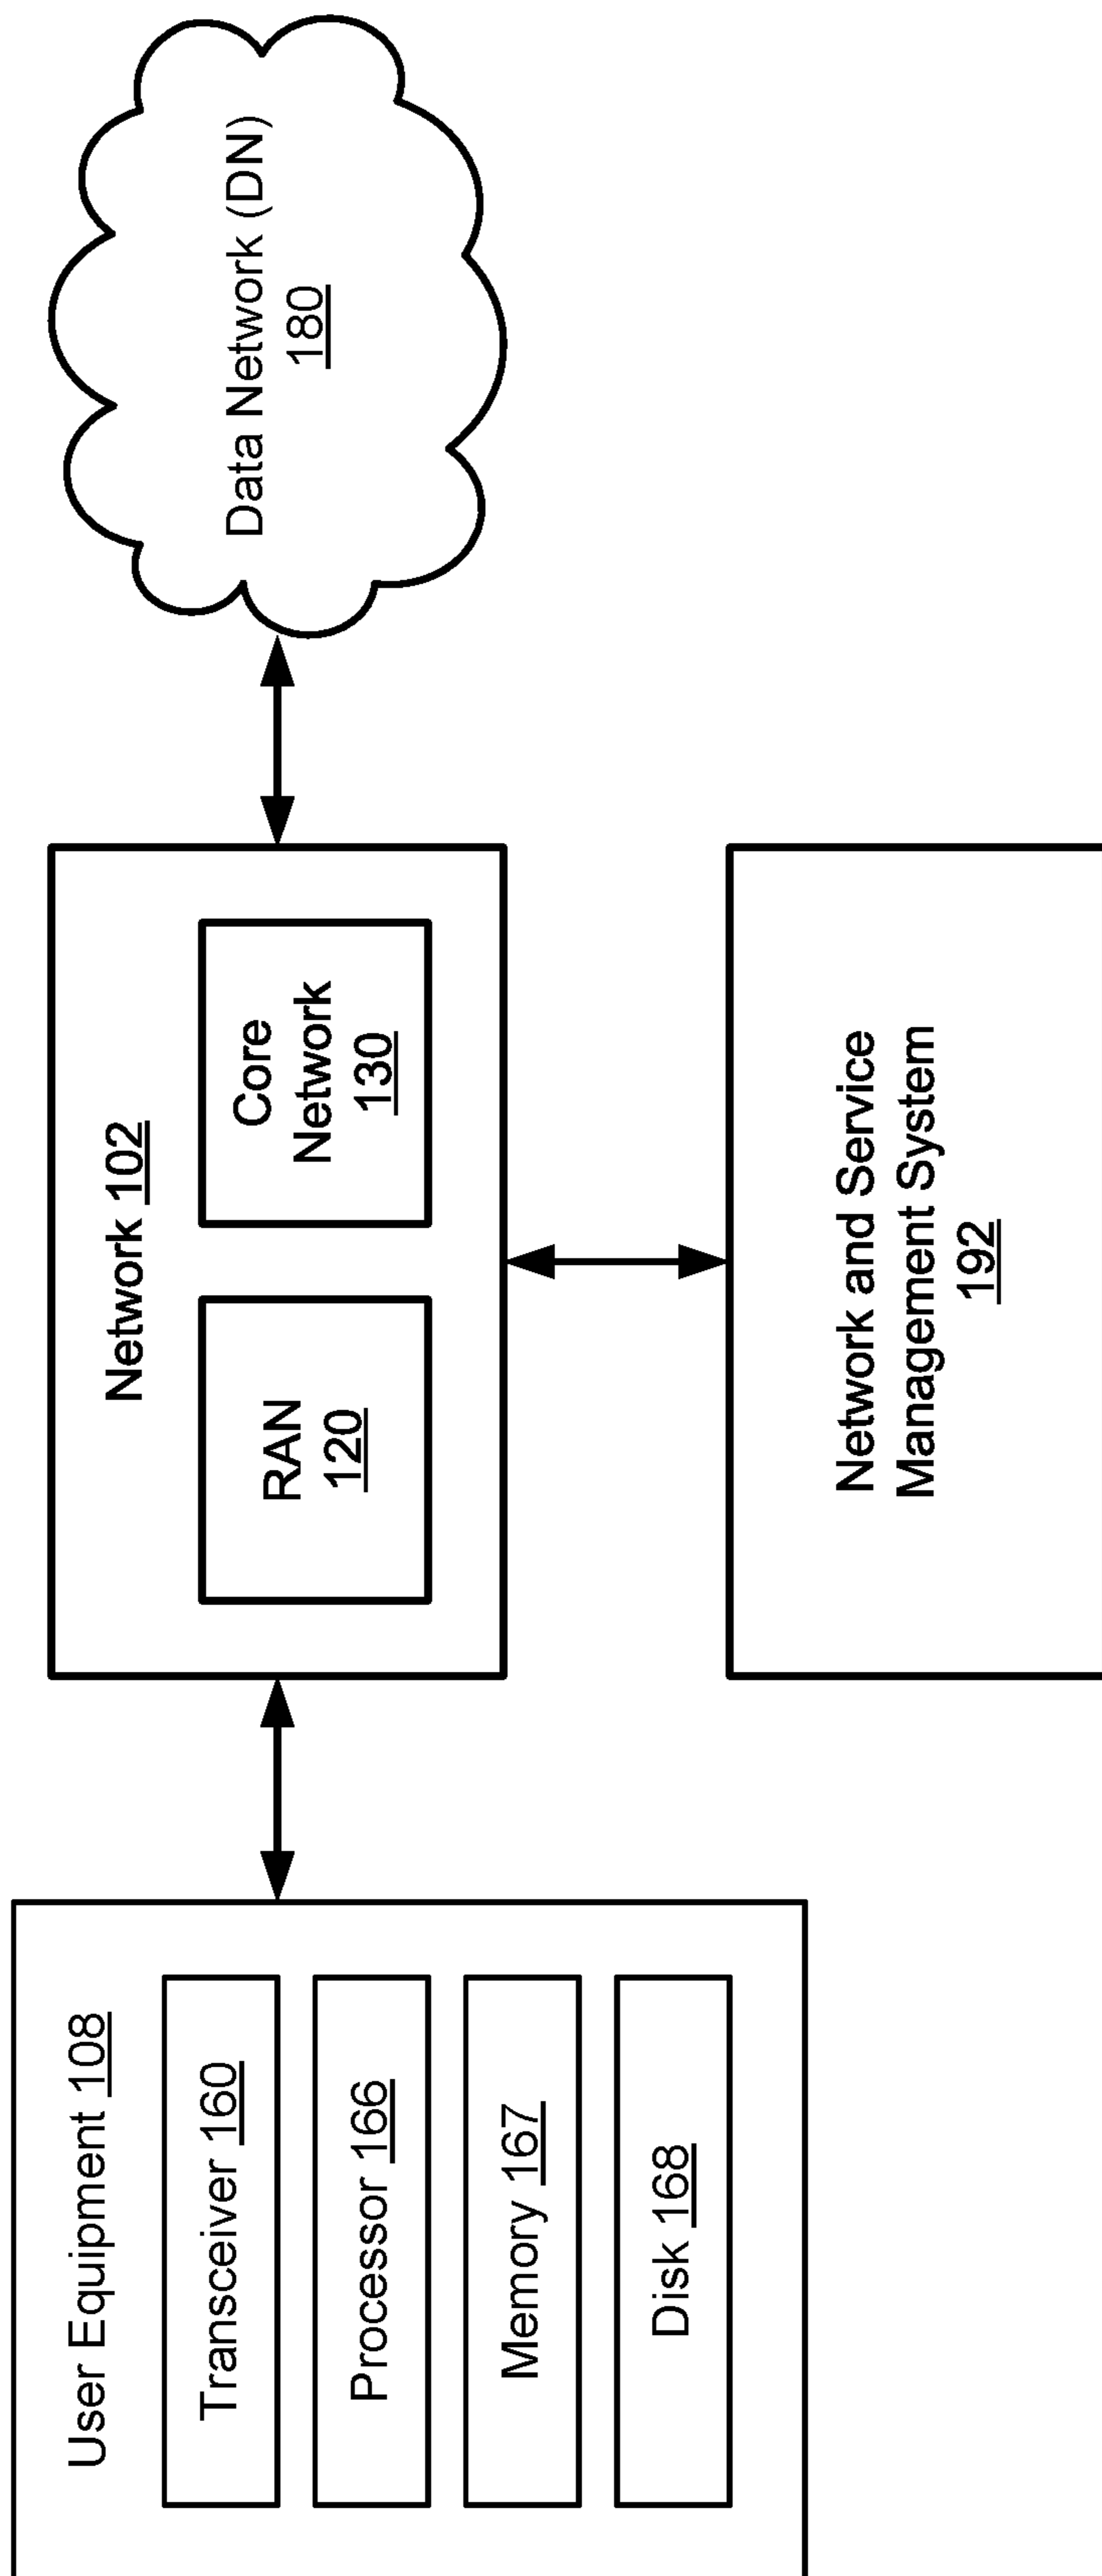 User Equipment 108
Transceiver 160
Processor 166
Memory 167
Disk 168
Network 102
RAN
120
Core
Network
130
Data Network (DN)
180
Network and Service
Management System
192